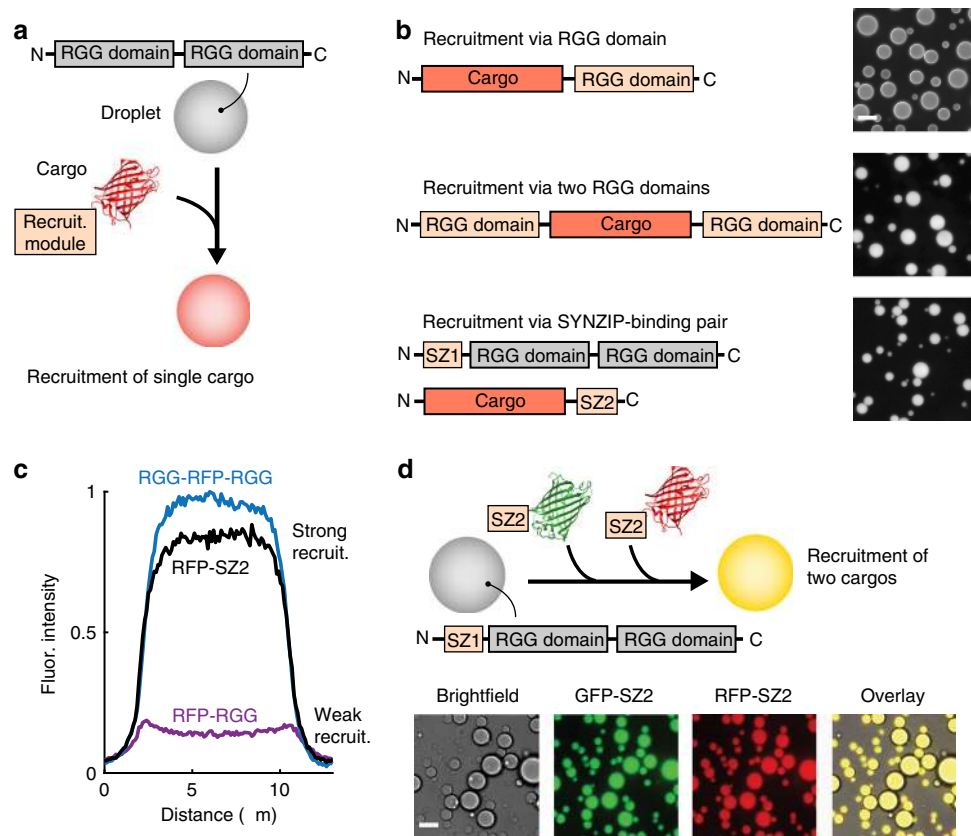 a
N RGG domain RGG domain C
Droplet
Cargo
Recruit.
module
Recruitment of single cargo
b
Recruitment via RGG domain
N Cargo RGG domain C
Recruitment via two RGG domains
N RGG domain Cargo RGG domain C
Recruitment via SYNZIP-binding pair
N SZ1 RGG domain RGG domain C
N Cargo SZ2 C
c
RGG-RFP-RGG
Strong
recruit.
RFP-SZ2
RFP-RGG
Weak
recruit.
Fluor. intensity
1
0.5
0
0 5 10
Distance ( m)
d
SZ2 SZ2
Recruitment of
two cargos
N SZ1 RGG domain RGG domain C
Brightfield GFP-SZ2 RFP-SZ2 Overlay